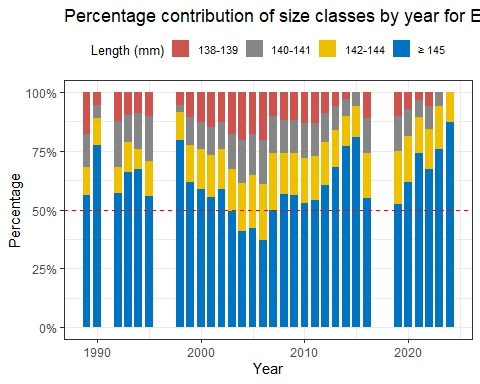 Percentage contribution of size classes by year for E
Length (mm) 138-139 140-141 142-144 ≥ 145
100%
75%
50%
25%
0%
Percentage
1990 2000 2010 2020
Year